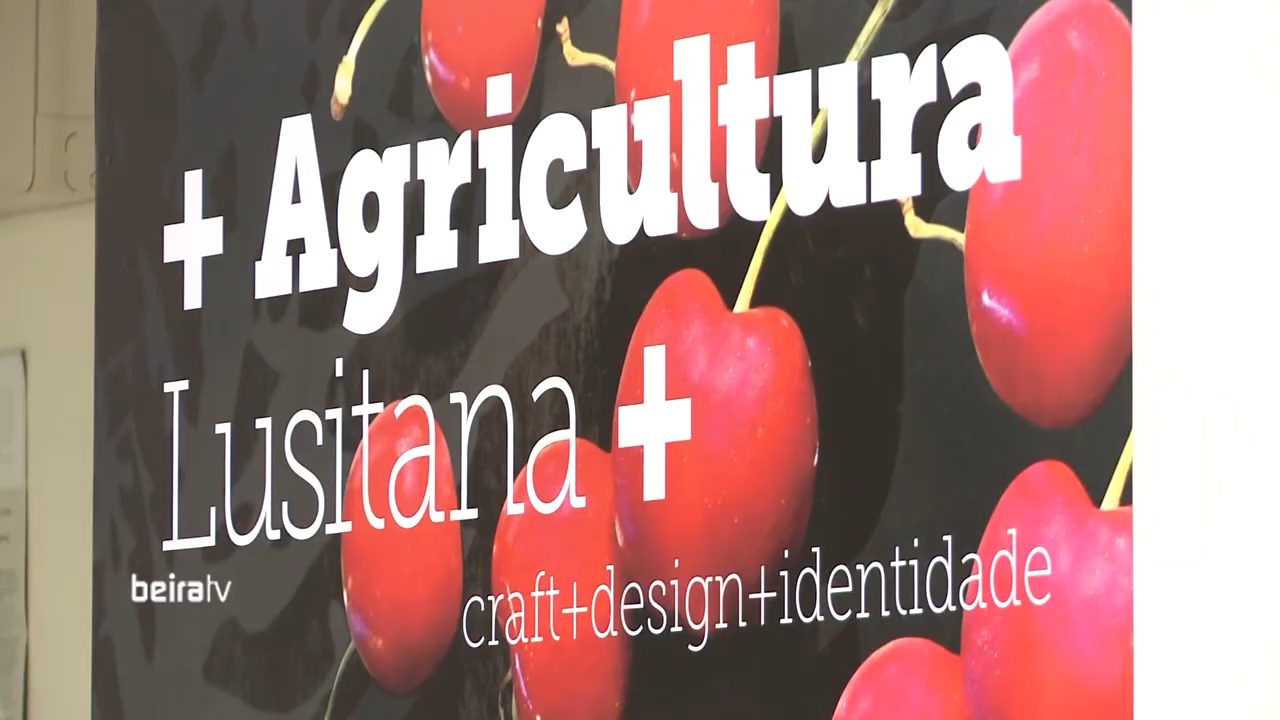 + Agricultura
Lusitana +
craft+design+identidade
beiratv